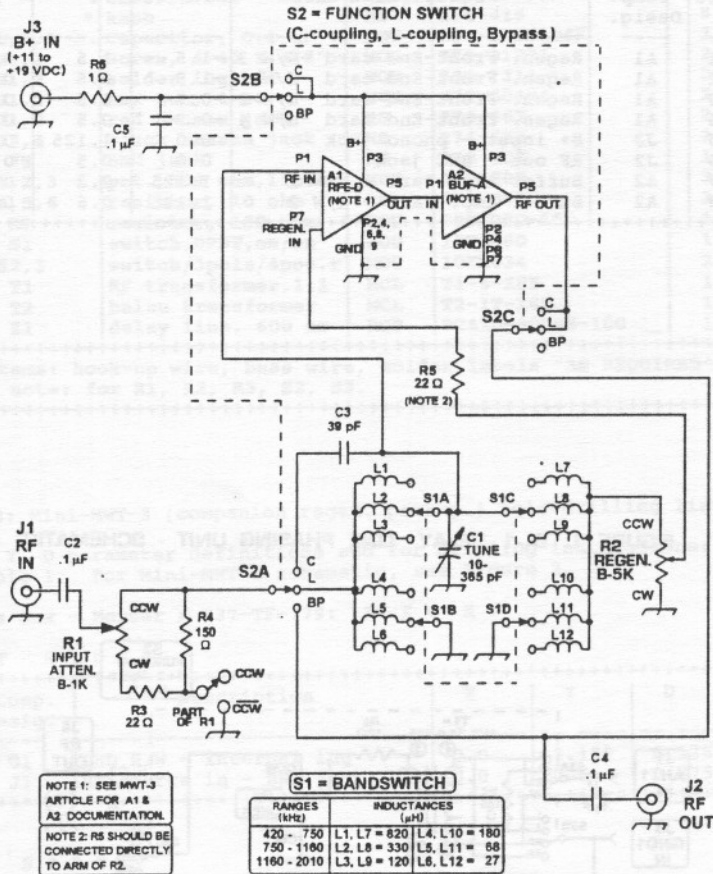 S2 = FUNCTION SWITCH
(C-coupling, L-coupling, Bypass)
J3
B+ IN
(+11 to
+19 VDC)
R6
1 Ω
C5
.1 μF
S2B
C
L
BP
B+
P3
P1
RF IN
A1
RFE-D
(NOTE 1)
P5
OUT
P7
REGEN.
IN
P2,4,
6,8,
9
GND
B+
P3
P1
IN
A2
BUF-A
(NOTE 1)
P5
RF OUT
GND
P2
P4
P6
P7
C
S2C
L
BP
R5
22 Ω
(NOTE 2)
C3
39 pF
L1
L2
L3
L4
L5
L6
S1A
S1C
C1
TUNE
10-
365 pF
S1B
S1D
L7
L8
L9
L10
L11
L12
CCW
R2
REGEN.
B-5K
CW
J1
RF
IN
C2
.1 μF
S2A
C
L
BP
CCW
R1
INPUT
ATTEN.
B-1K
CW
R4
150
Ω
R3
22 Ω
PART
OF R1
CCW
CCW
C4
.1 μF
J2
RF
OUT
NOTE 1: SEE MWT-3
ARTICLE FOR A1 &
A2 DOCUMENTATION.
NOTE 2: R5 SHOULD BE
CONNECTED DIRECTLY
TO ARM OF R2.
S1 = BANDSWITCH
RANGES (kHz) INDUCTANCES (μH)
420 - 750 L1, L7 = 820 L4, L10 = 180
750 - 1160 L2, L8 = 330 L5, L11 = 68
1160 - 2010 L3, L9 = 120 L6, L12 = 27